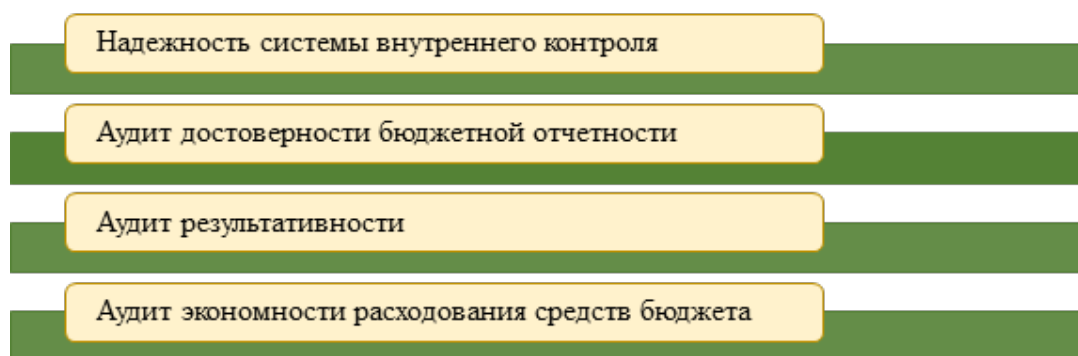 Надежность системы внутреннего контроля
Аудит достоверности бюджетной отчетности
Аудит результативности
Аудит экономности расходования средств бюджета